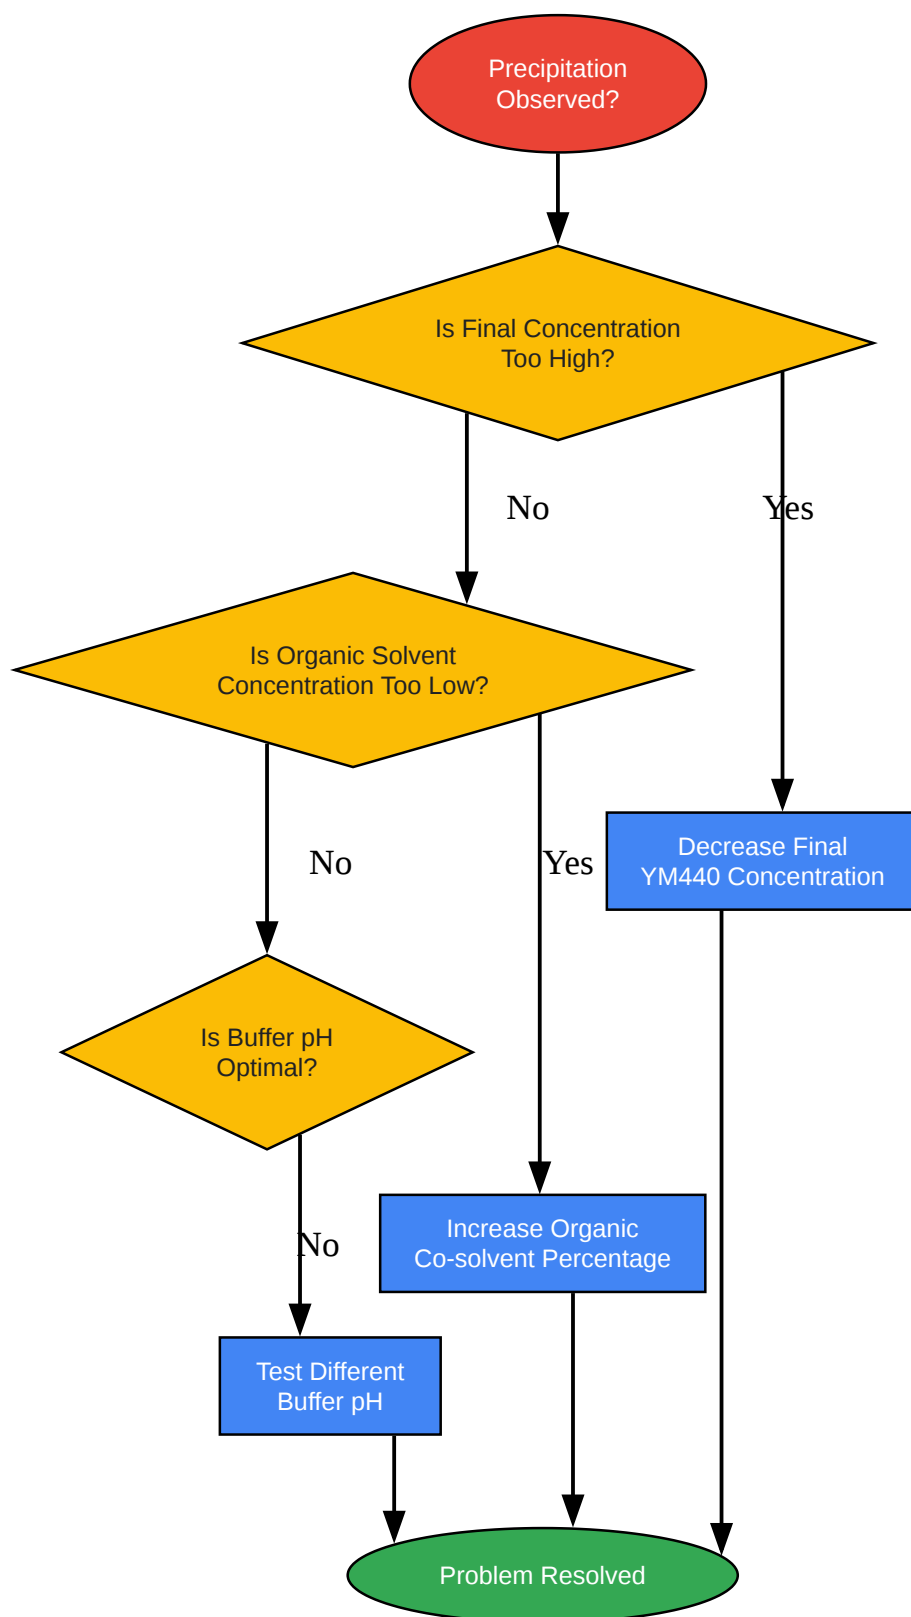 Precipitation
Observed?
Is Final Concentration
Too High?
No
Yes
Is Organic Solvent
Concentration Too Low?
Decrease Final
YM440 Concentration
No
Yes
Is Buffer pH
Optimal?
Increase Organic
Co-solvent Percentage
No
Test Different
Buffer pH
Problem Resolved